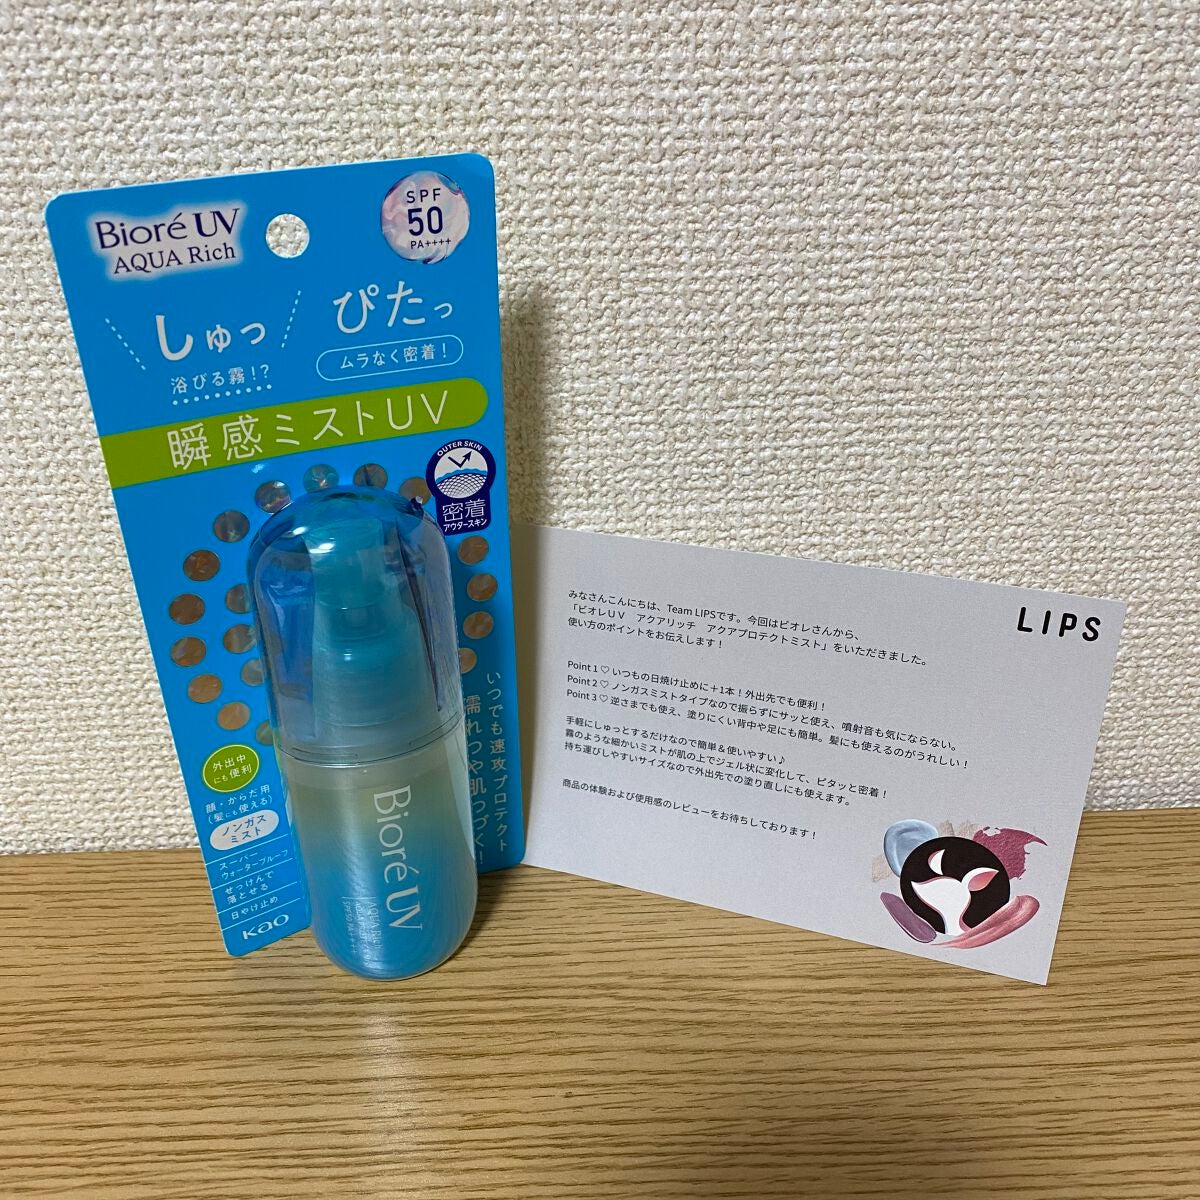 Bioré UV
AQUA Rich
SPF
50
PA++++
しゅっ
浴びる霧!?
ぴたっ
ムラなく密着！
瞬感ミストUV
OUTER SKIN
密着
アウタースキン
いつでも速攻プロテクト
濡れつや肌つづく！
外出中
にも便利
顔・からだ用
(髪にも使える)
ノンガス
ミスト
スーパー
ウォータープルーフ
せっけんで
落とせる
日やけ止め
Kao
Bioré UV
SPF50 PA++++
LIPS
みなさんこんにちは、Team LIPSです。今回はビオレさんから、
「ビオレＵＶ　アクアリッチ　アクアプロテクトミスト」をいただきました。
使い方のポイントをお伝えします！
Point 1 ♡ いつもの日焼け止めに＋1本！外出先でも便利！
Point 2 ♡ ノンガスミストタイプなので振らずにサッと使え、噴射音も気にならない。
Point 3 ♡ 逆さまでも使え、塗りにくい背中や足にも簡単。髪にも使えるのがうれしい！
手軽にしゅっとするだけなので簡単＆使いやすい♪
霧のような細かいミストが肌の上でジェル状に変化して、ピタッと密着！
持ち運びしやすいサイズなので外出先での塗り直しにも使えます。
商品の体験および使用感のレビューをお待ちしております！